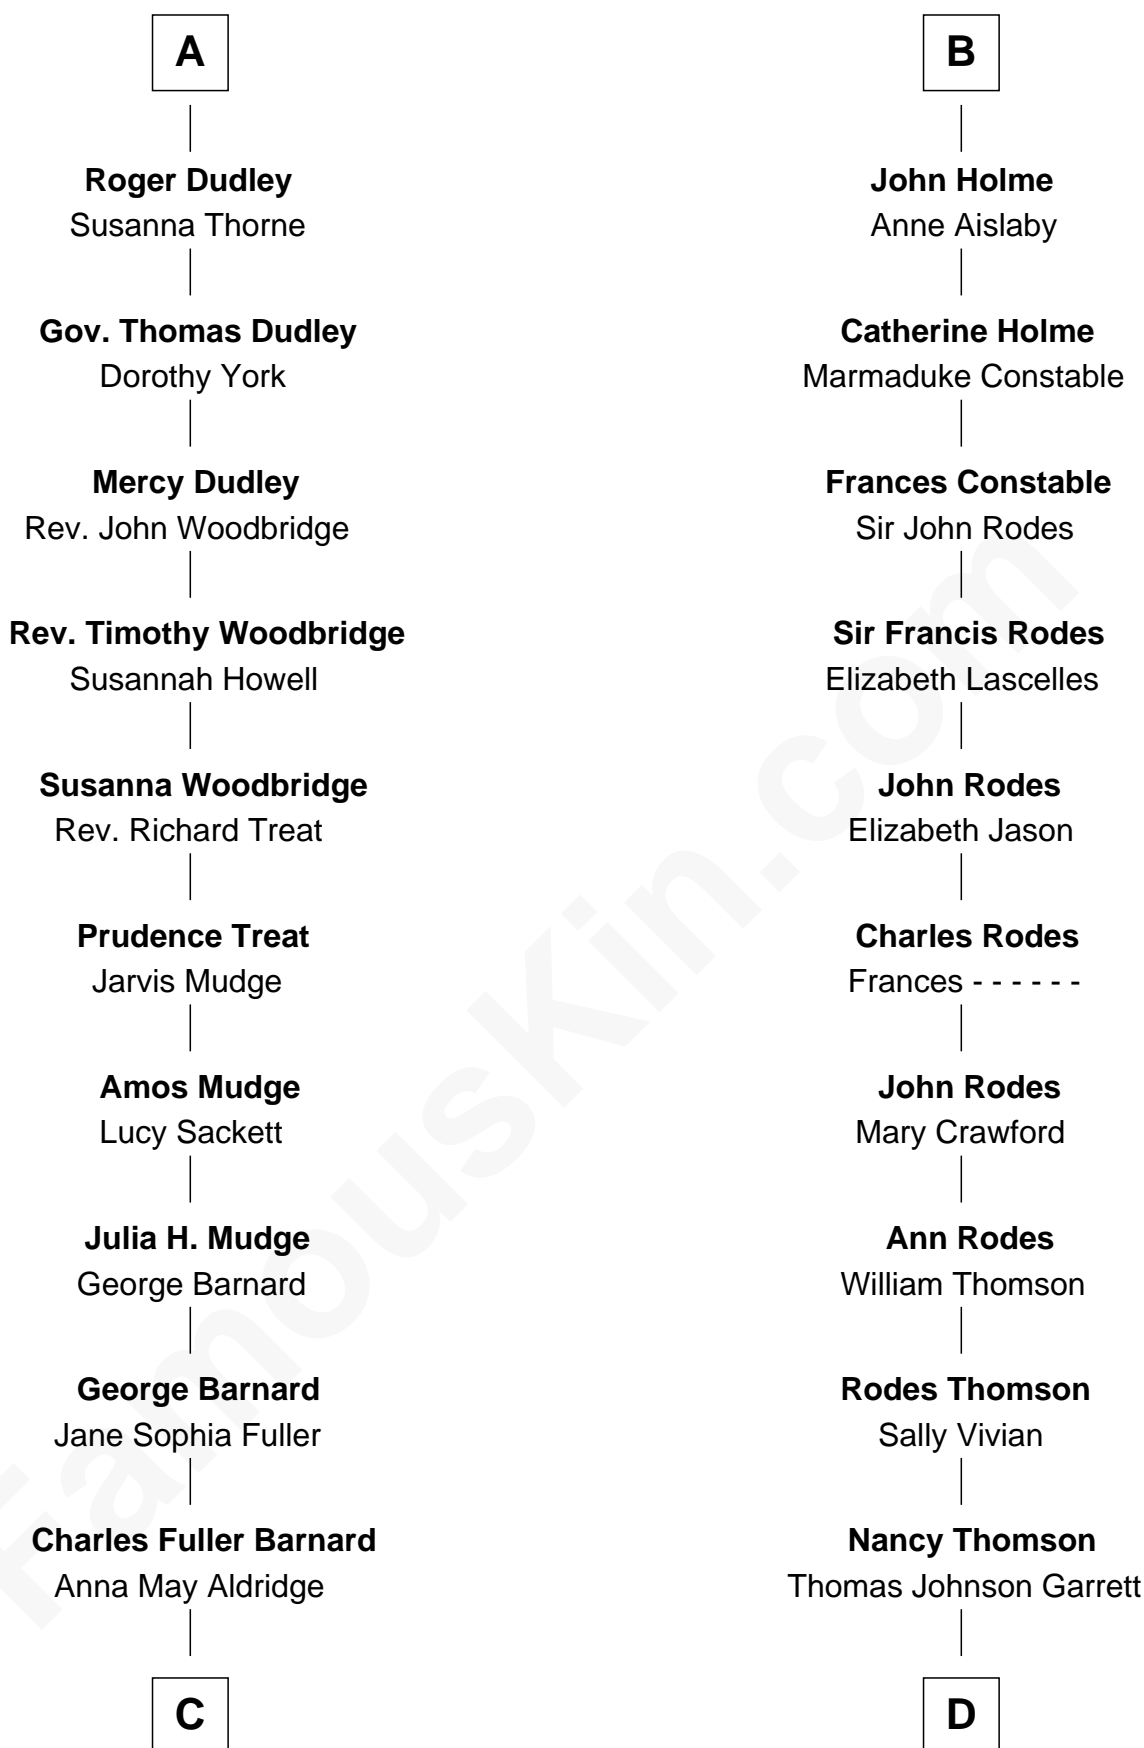 A
Roger Dudley
Susanna Thorne
Gov. Thomas Dudley
Dorothy York
Mercy Dudley
Rev. John Woodbridge
Rev. Timothy Woodbridge
Susannah Howell
Susanna Woodbridge
Rev. Richard Treat
Prudence Treat
Jarvis Mudge
Amos Mudge
Lucy Sackett
Julia H. Mudge
George Barnard
George Barnard
Jane Sophia Fuller
Charles Fuller Barnard
Anna May Aldridge
C
B
John Holme
Anne Aislaby
Catherine Holme
Marmaduke Constable
Frances Constable
Sir John Rodes
Sir Francis Rodes
Elizabeth Lascelles
John Rodes
Elizabeth Jason
Charles Rodes
Frances - - - - - -
John Rodes
Mary Crawford
Ann Rodes
William Thomson
Rodes Thomson
Sally Vivian
Nancy Thomson
Thomas Johnson Garrett
D
FamousKin.com